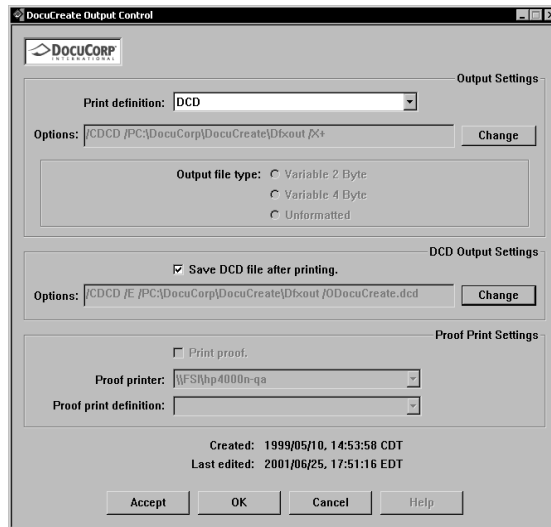 DocuCreate Output Control
DOCUCORP
INTERNATIONAL
Output Settings
Print definition: DCD
Options: /CDCD /PC:\DocuCorp\DocuCreate\Dfxout /X+ Change
Output file type: Variable 2 Byte
Variable 4 Byte
Unformatted
DCD Output Settings
Save DCD file after printing.
Options: /CDCD /E /PC:\DocuCorp\DocuCreate\Dfxout /ODocuCreate.dcd Change
Proof Print Settings
Print proof.
Proof printer: \\FSI\hp4000n-qa
Proof print definition:
Created: 1999/05/10, 14:53:58 CDT
Last edited: 2001/06/25, 17:51:16 EDT
Accept OK Cancel Help